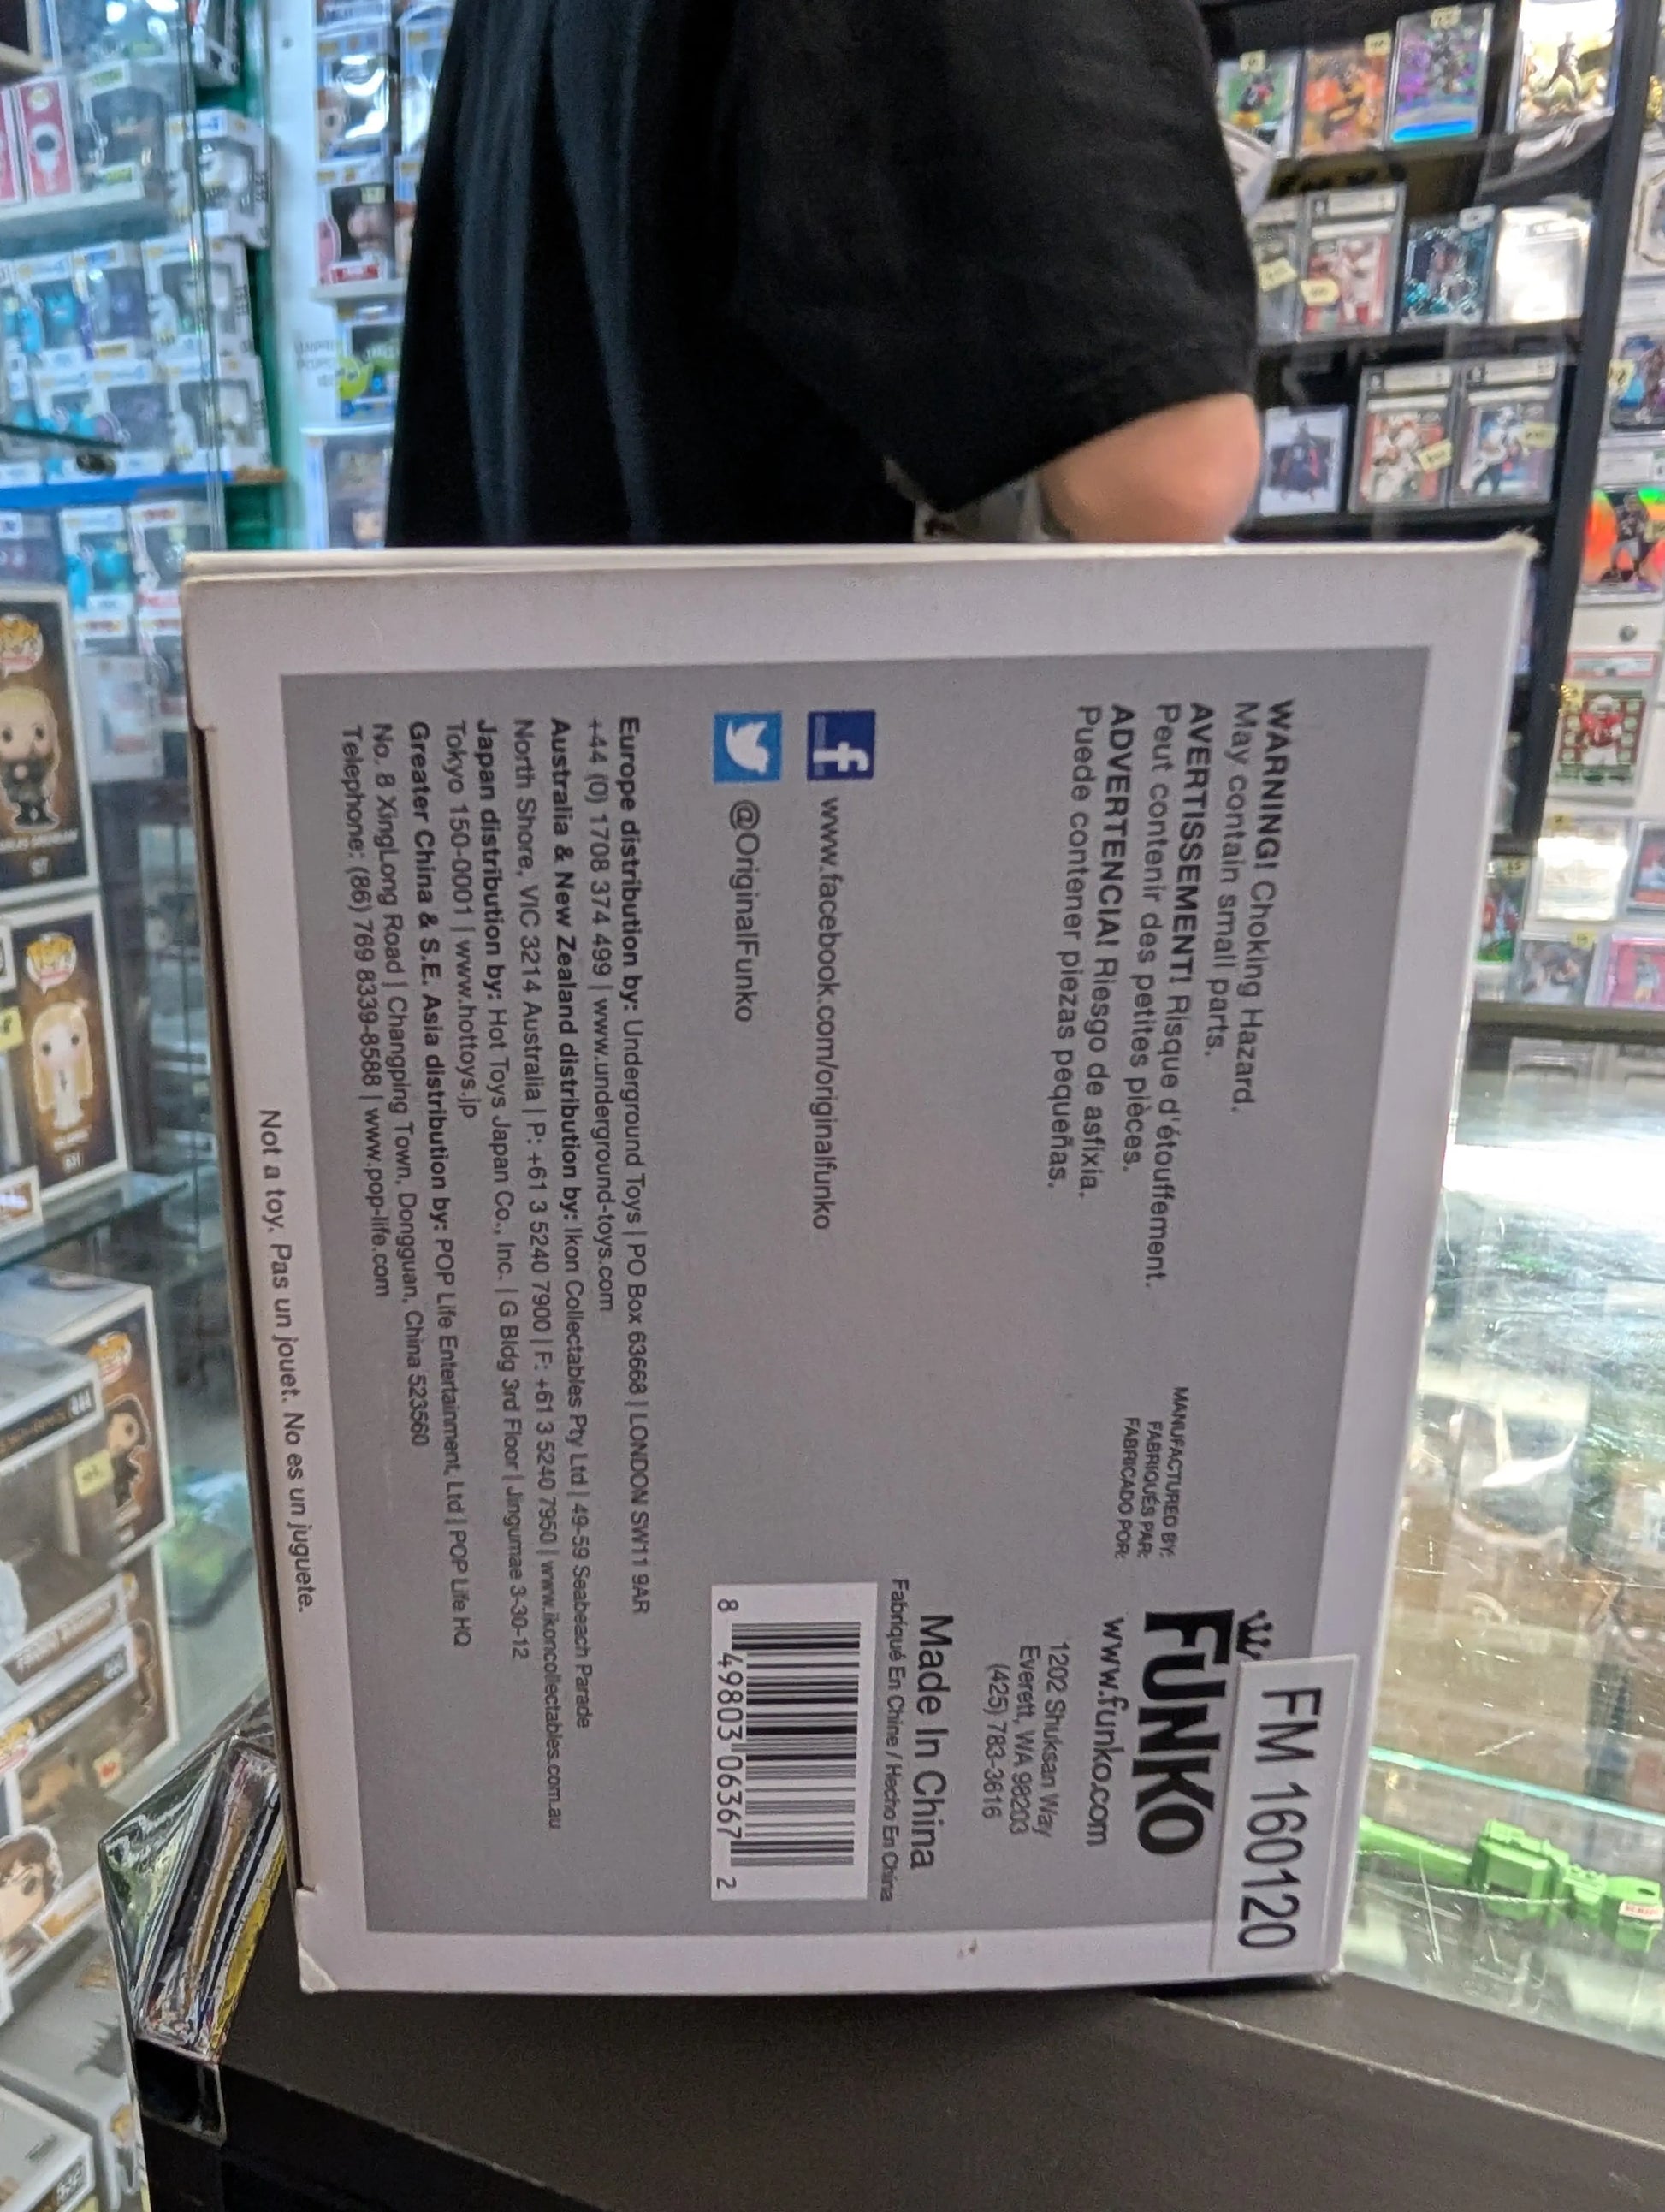 WARNING! Choking Hazard.
May contain small parts.
AVERTISSEMENT! Risque d'étouffement.
Peut contenir des petites pièces.
ADVERTENCIA! Riesgo de asfixia.
Puede contener piezas pequeñas.
FM 160120
MANUFACTURED BY:
FABRIQUÉS PAR:
FABRICADO POR:
FUNKO
www.funko.com
1202 Shuksan Way
Everett, WA 98203
(425) 783-3616
f www.facebook.com/originalfunko
@OriginalFunko
Made In China
Fabriqué En Chine / Hecho En China
8 49803 06367 2
Europe distribution by: Underground Toys | PO Box 63668 | LONDON SW11 9AR
+44 (0) 1708 374 499 | www.underground-toys.com
Australia & New Zealand distribution by: Ikon Collectables Pty Ltd | 49-59 Seabeach Parade
North Shore, VIC 3214 Australia | P: +61 3 5240 7900 | F: +61 3 5240 7950 | www.ikoncollectables.com.au
Japan distribution by: Hot Toys Japan Co., Inc. | G Bldg 3rd Floor | Jingumae 3-30-12
Tokyo 150-0001 | www.hottoys.jp
Greater China & S.E. Asia distribution by: POP Life Entertainment, Ltd | POP Life HQ
No. 8 XingLong Road | Changping Town, Dongguan, China 523560
Telephone: (86) 769 8339-8588 | www.pop-life.com
Not a toy. Pas un jouet. No es un juguete.